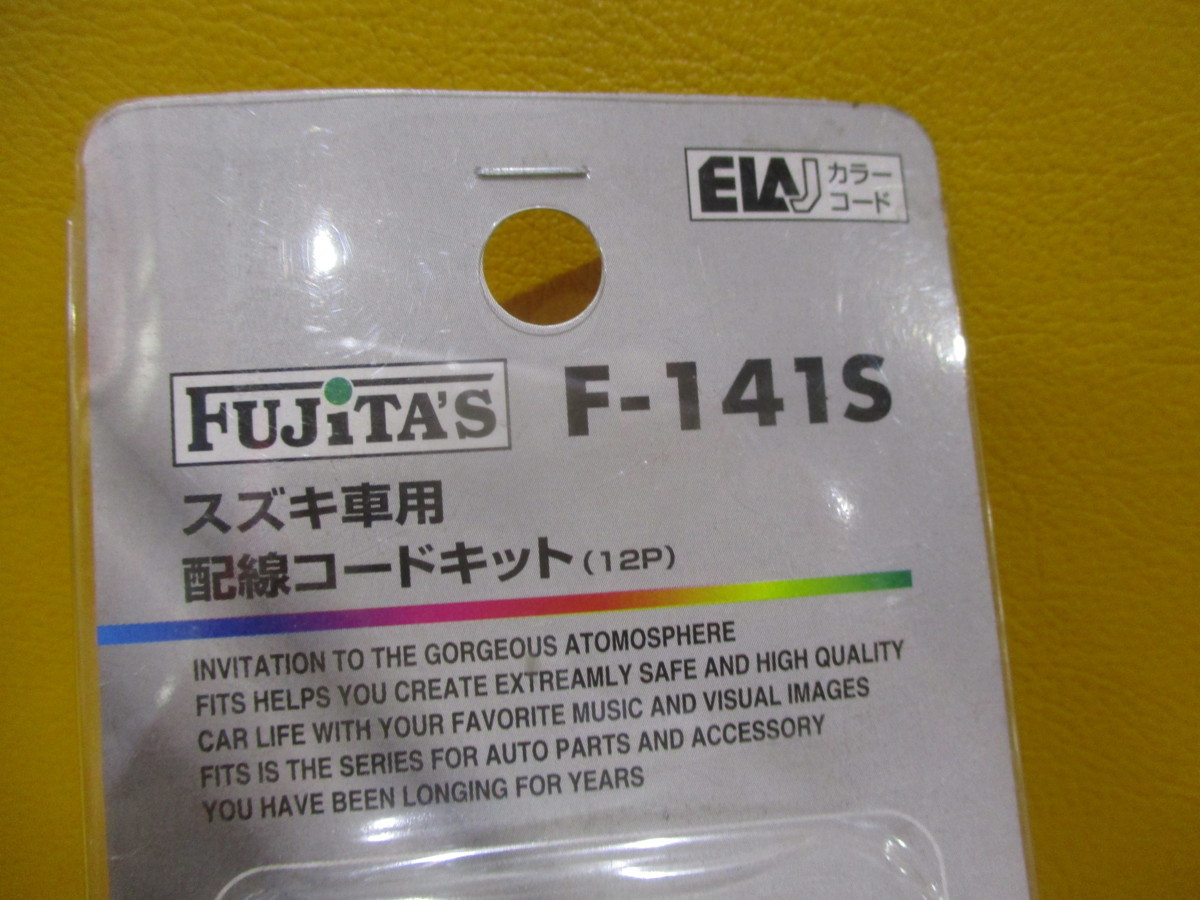 EIAJ カラー
コード
FUJiTA'S F-141S
スズキ車用
配線コードキット(12P)
INVITATION TO THE GORGEOUS ATOMOSPHERE
FITS HELPS YOU CREATE EXTREAMLY SAFE AND HIGH QUALITY
CAR LIFE WITH YOUR FAVORITE MUSIC AND VISUAL IMAGES
FITS IS THE SERIES FOR AUTO PARTS AND ACCESSORY
YOU HAVE BEEN LONGING FOR YEARS